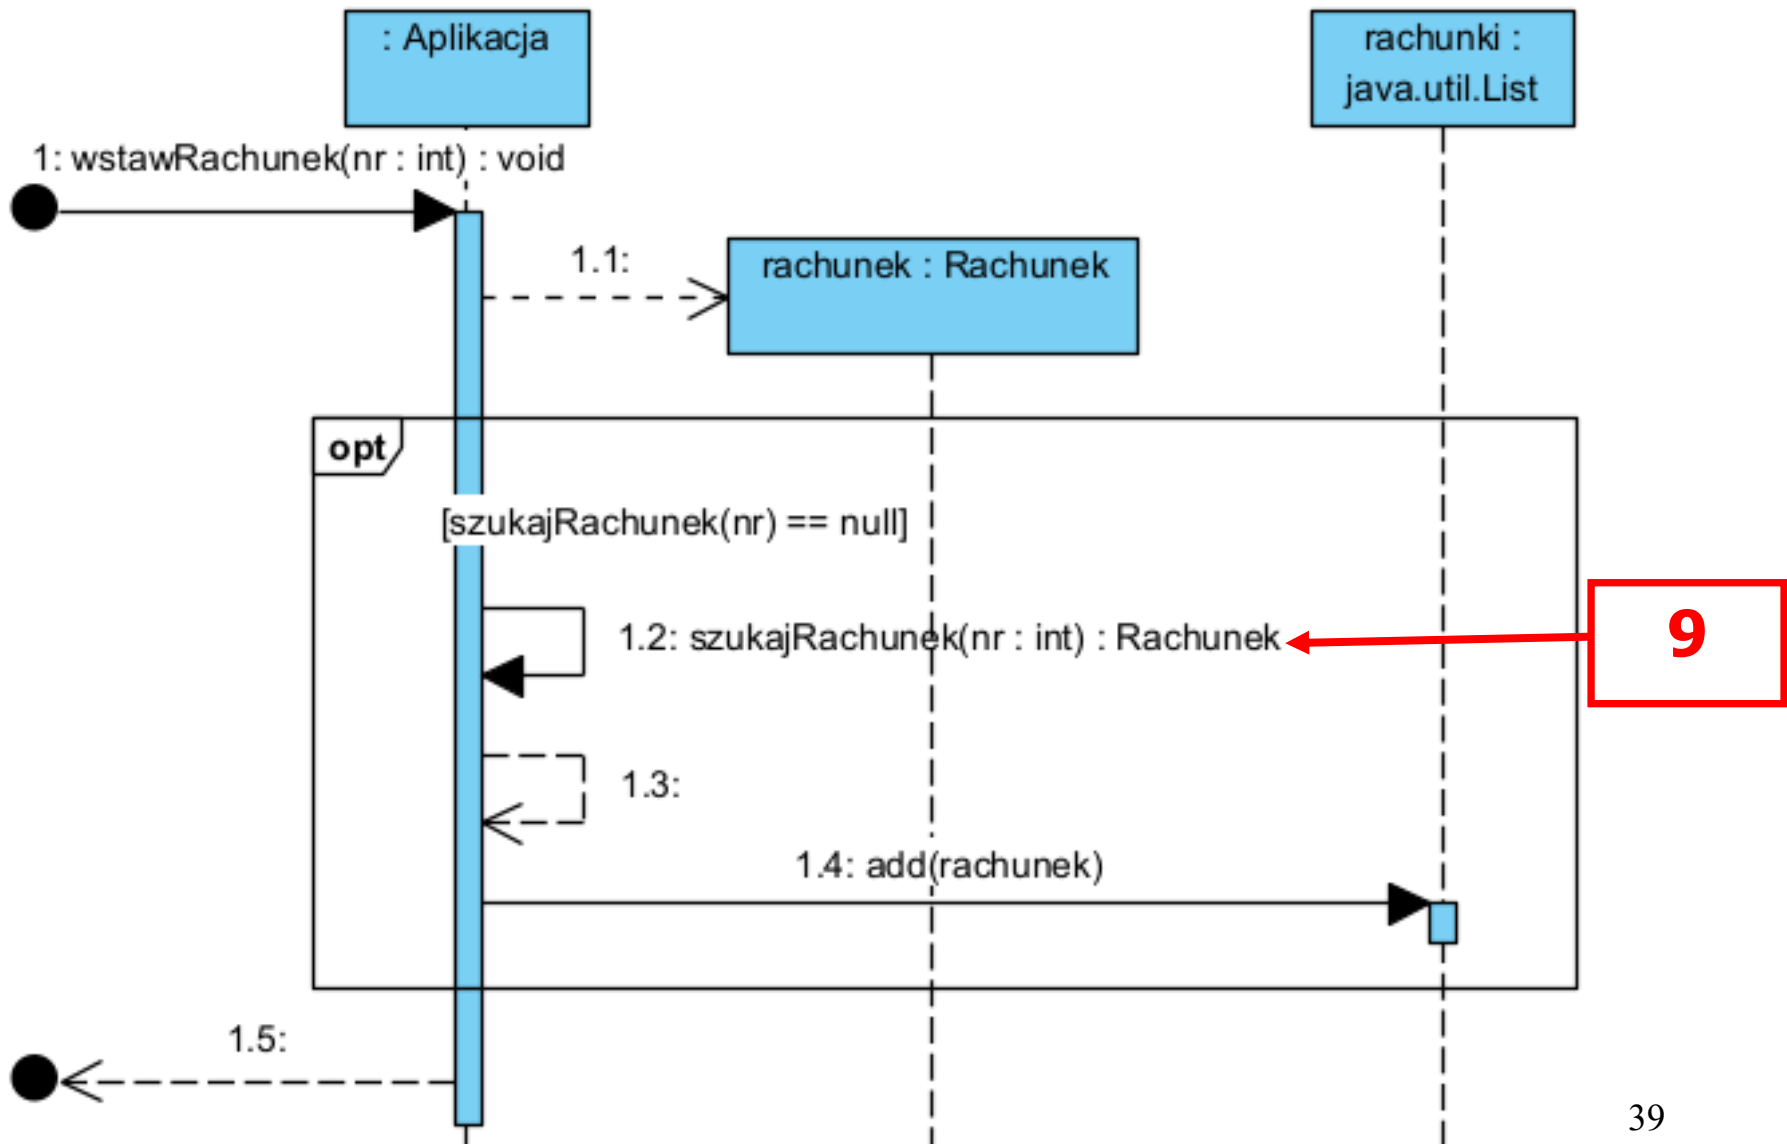 : Aplikacja
rachunki :
java.util.List
1: wstawRachunek(nr : int) : void
1.1:
rachunek : Rachunek
opt
[szukajRachunek(nr) == null]
1.2: szukajRachunek(nr : int) : Rachunek
9
1.3:
1.4: add(rachunek)
1.5:
39